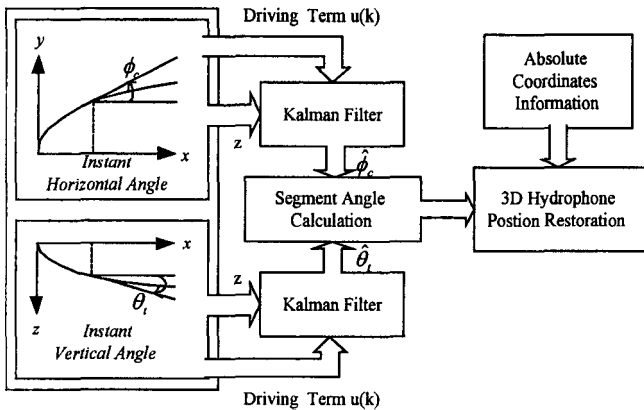 Driving Term u(k)
y
ϕc
x
Instant
Horizontal Angle
z
Kalman Filter
ϕ̂c
Absolute
Coordinates
Information
Segment Angle
Calculation
3D Hydrophone
Postion Restoration
x
θt
z
Instant
Vertical Angle
θ̂t
z
Kalman Filter
Driving Term u(k)